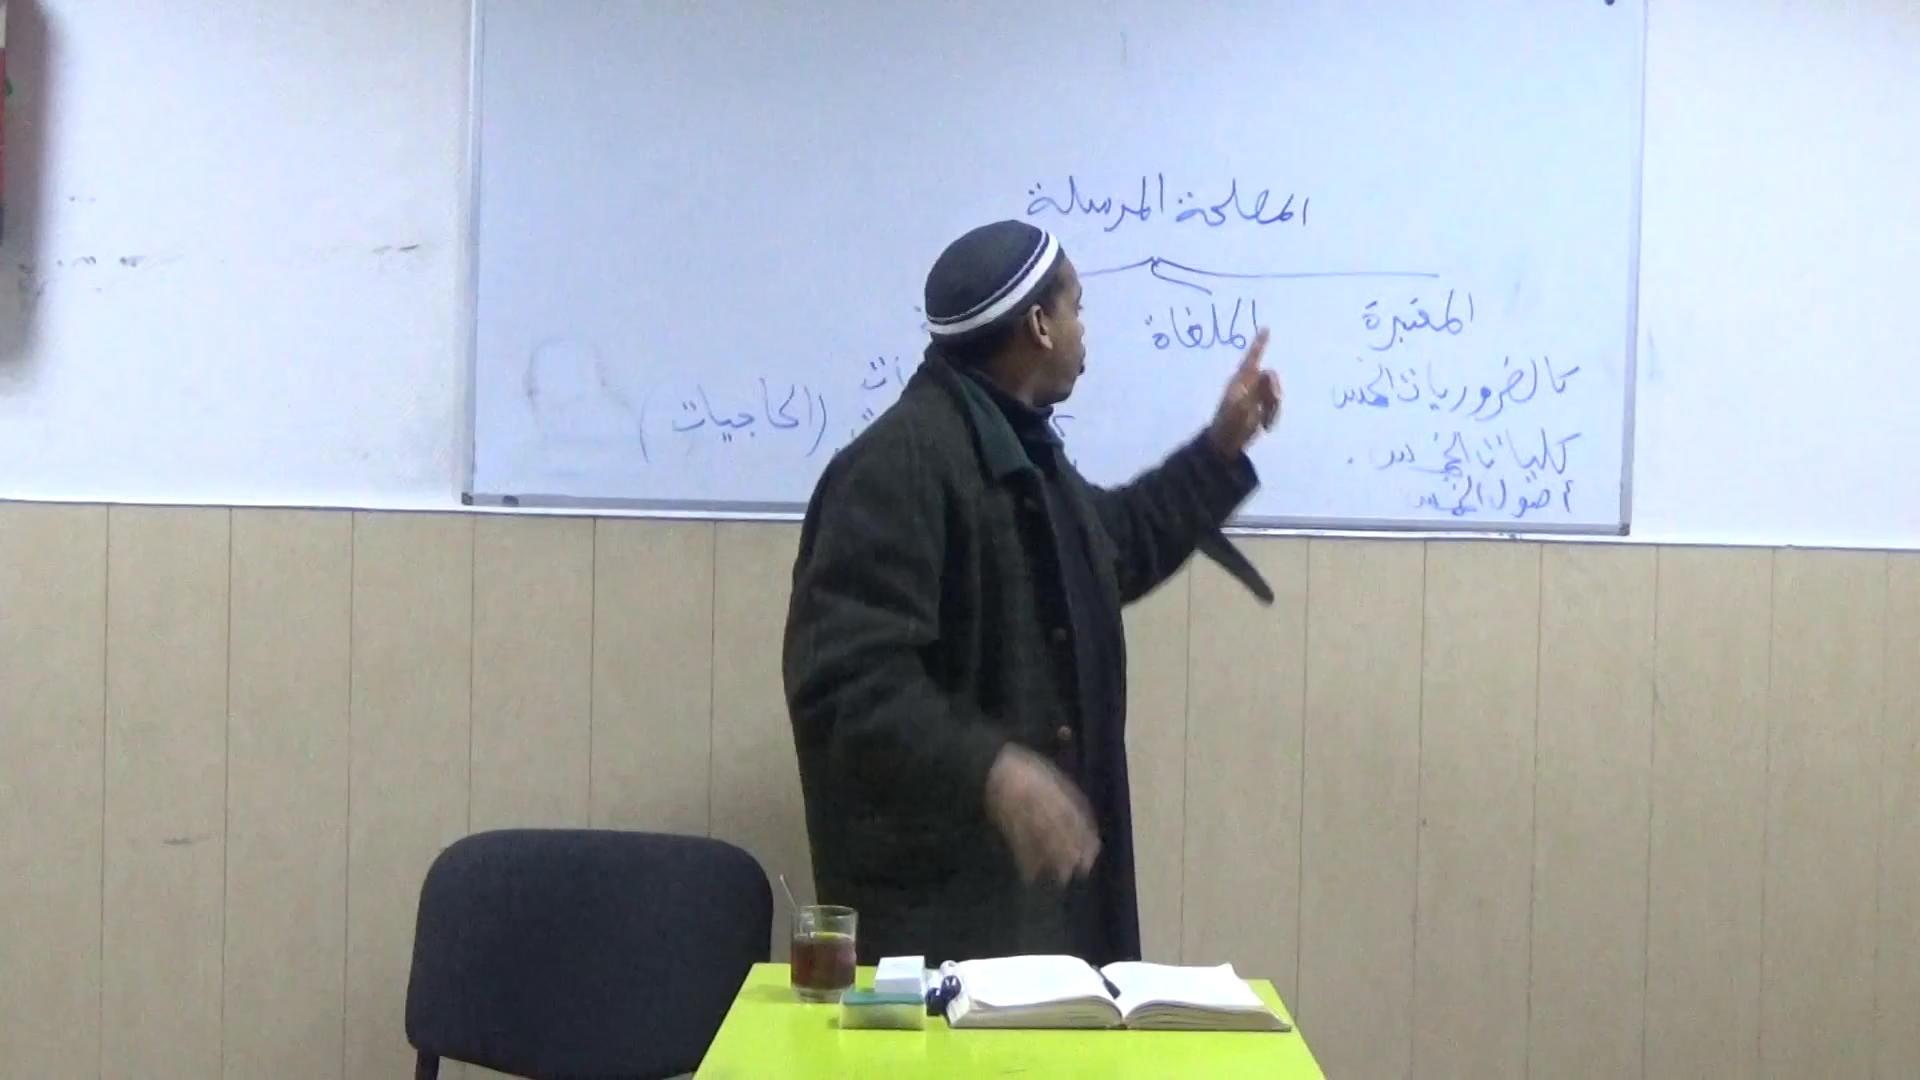 المصلحة المرسلة
المعتبرة
الملغاة
كالضروريات الخمس
كليات الخمس .
أصول الخمس
(الحاجيات)